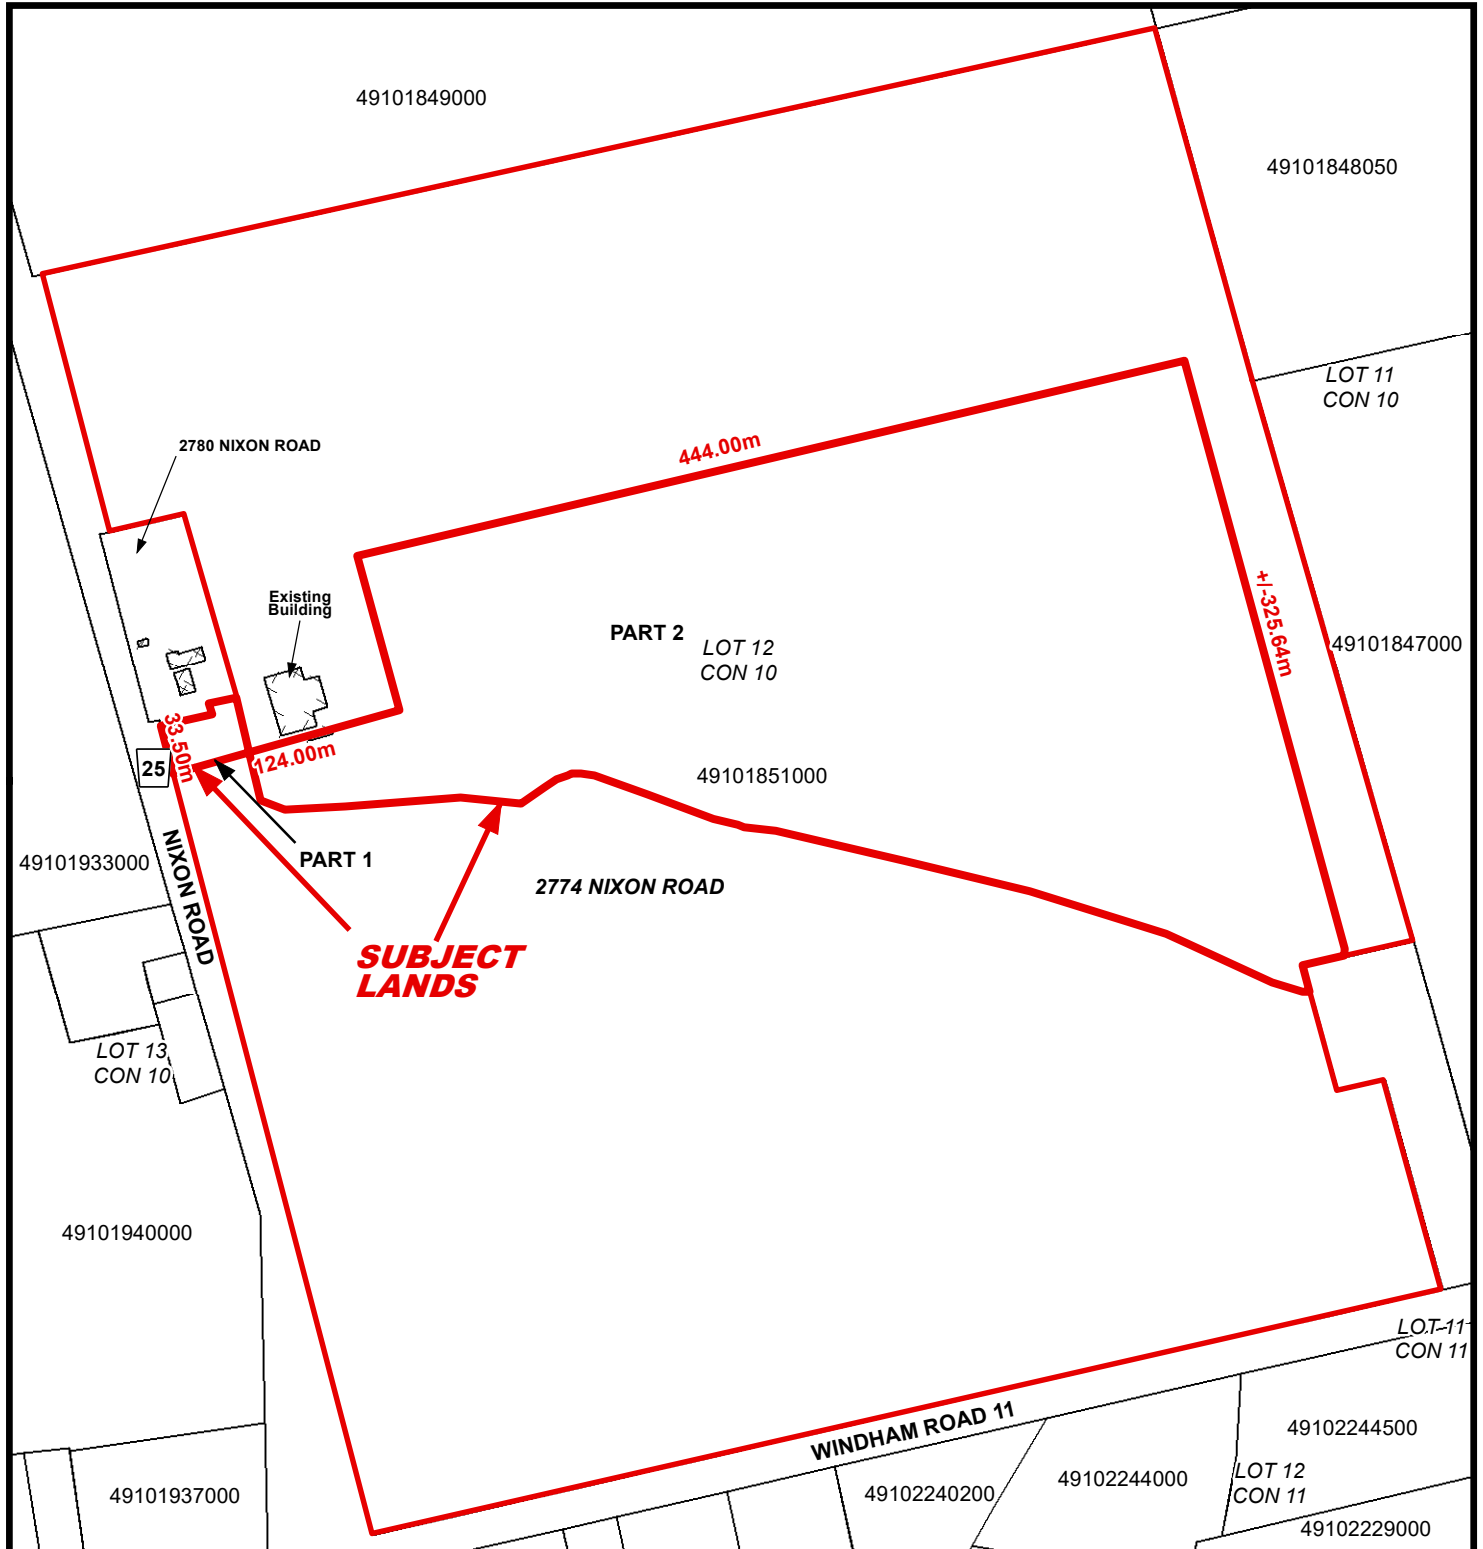 49101849000
49101848050
LOT 11
CON 10
444.00m
2780 NIXON ROAD
Existing
Building
+/-325.64m
PART 2
LOT 12
CON 10
49101847000
33.50m
124.00m
25
49101851000
PART 1
49101933000
NIXON ROAD
2774 NIXON ROAD
SUBJECT
LANDS
LOT 13
CON 10
49101940000
LOT 11
CON 11
WINDHAM ROAD 11
49102244500
49102244000
LOT 12
CON 11
49101937000
49102240200
49102229000